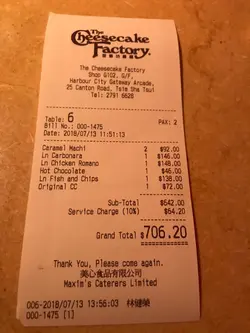 The
Cheesecake
Factory.
The Cheesecake Factory
Shop G102, G/F,
Harbour City Gateway Arcade,
25 Canton Road, Tsim Sha Tsui
Tel: 2791 6628
Table: 6 PAX: 2
Bill No.: 000-1475
Date: 2018/07/13 11:51:13
Caramel Machi 2 $92.00
Ln Carbonara 1 $146.00
Ln Chicken Romano 1 $148.00
Hot Chocolate 1 $46.00
Ln Fish and Chips 1 $138.00
Original CC 1 $72.00
Sub-Total $642.00
Service Charge (10%) $64.20
Grand Total $706.20
Thank You, Please come again.
美心食品有限公司
Maxim's Caterers Limited
006-2018/07/13 13:56:03
000-1475 [1]